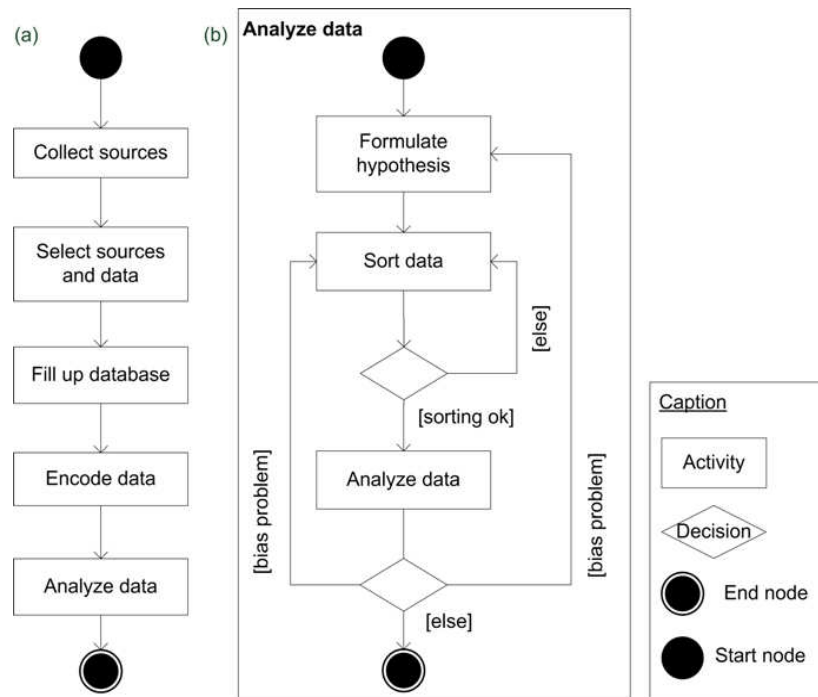 (a)
Collect sources
Select sources
and data
Fill up database
Encode data
Analyze data
(b)
Analyze data
Formulate
hypothesis
Sort data
[else]
[sorting ok]
Analyze data
[bias problem]
[bias problem]
[else]
Caption
Activity
Decision
End node
Start node